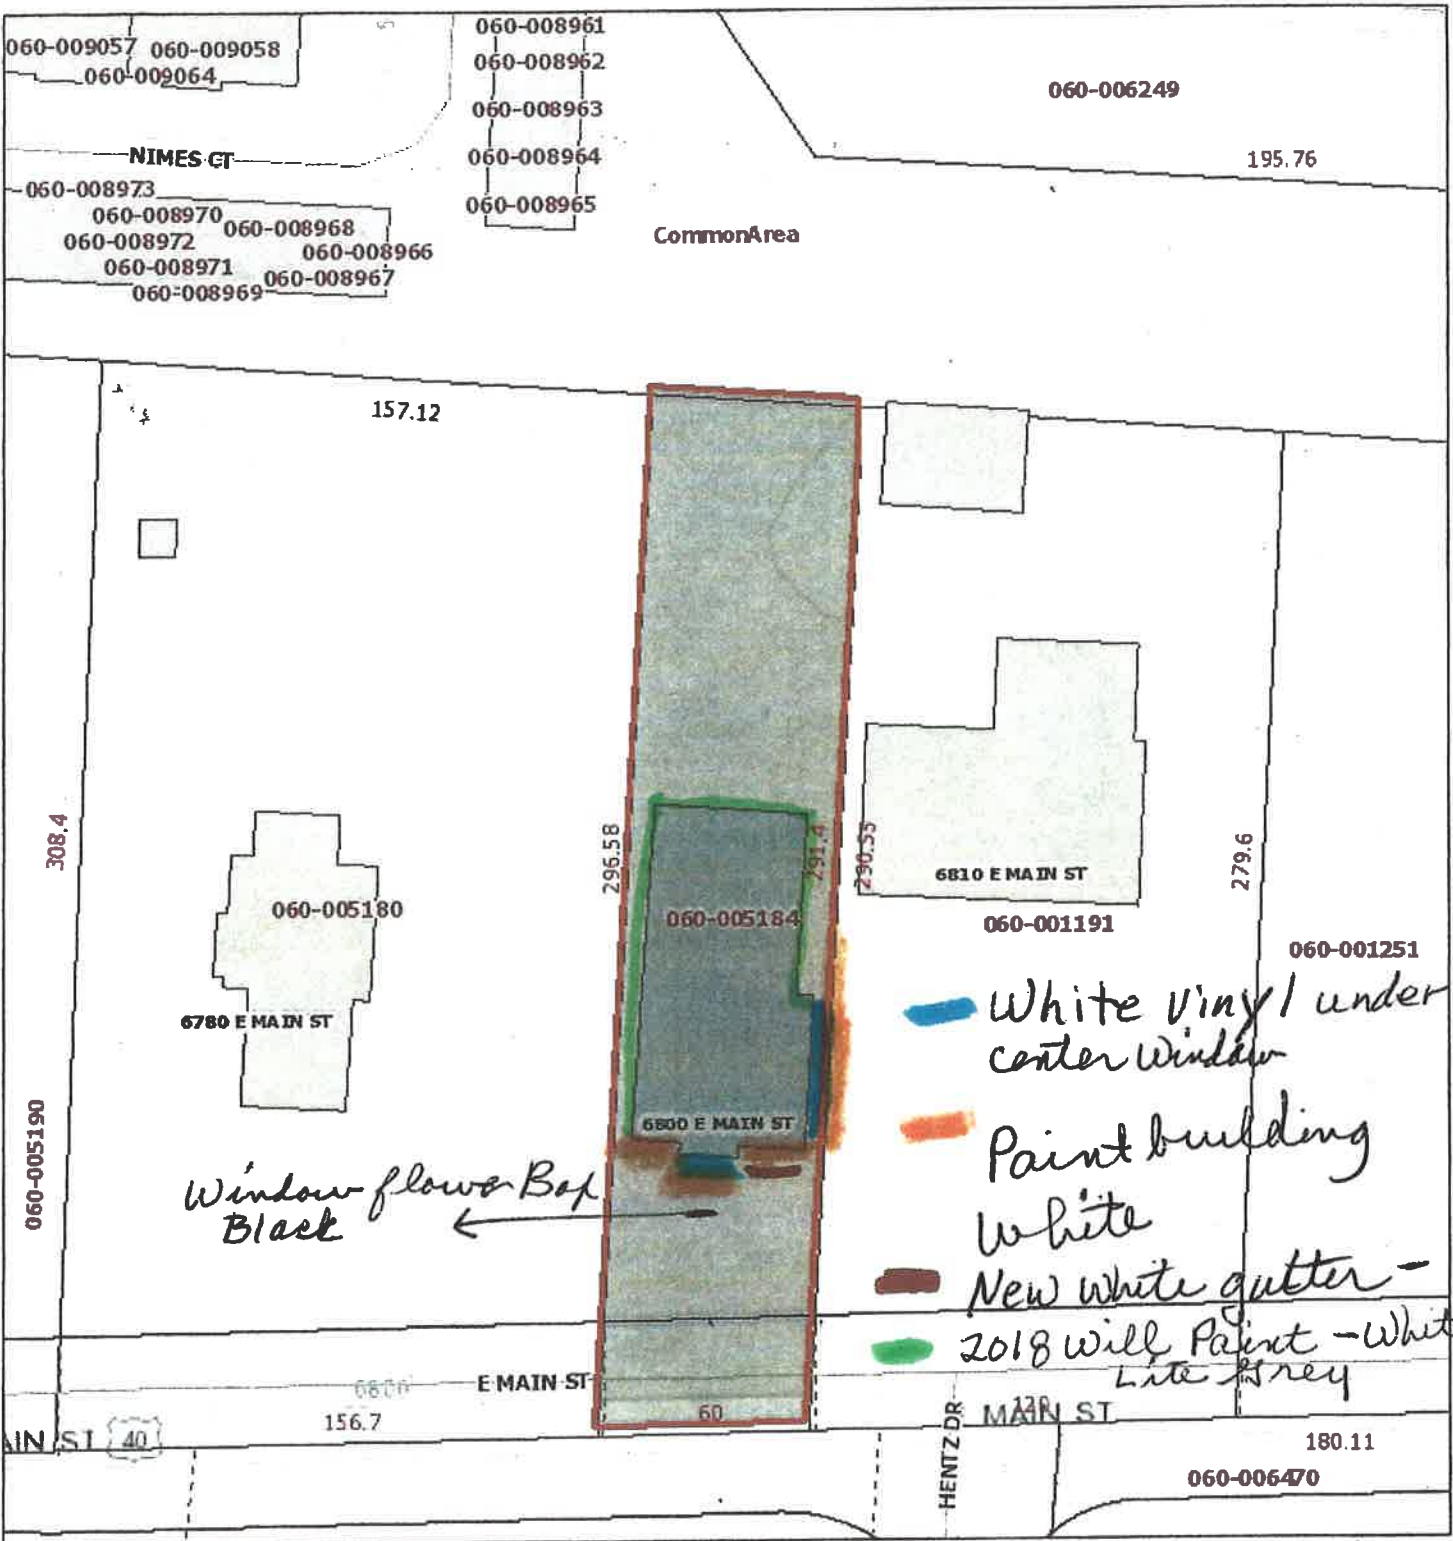 060-008961
060-009057 060-009058
060-008962
060-009064
060-006249
060-008963
NIMES CT
060-008964
195.76
060-008973
060-008965
060-008970
060-008968
CommonArea
060-008972
060-008966
060-008971
060-008967
060-008969
157.12
308.4
296.58
291.4
290.55
279.6
6810 E MAIN ST
060-005180
060-005184
060-001191
060-001251
6780 E MAIN ST
White vinyl under
center Window
060-005190
6800 E MAIN ST
Paint building
White
Window flower Box
Black
New White gutter -
2018 Will Paint - Whit
Lite Grey
6800
E MAIN ST
60
120
MAIN ST
156.7
AIN ST 40
HENTZ DR
180.11
060-006470